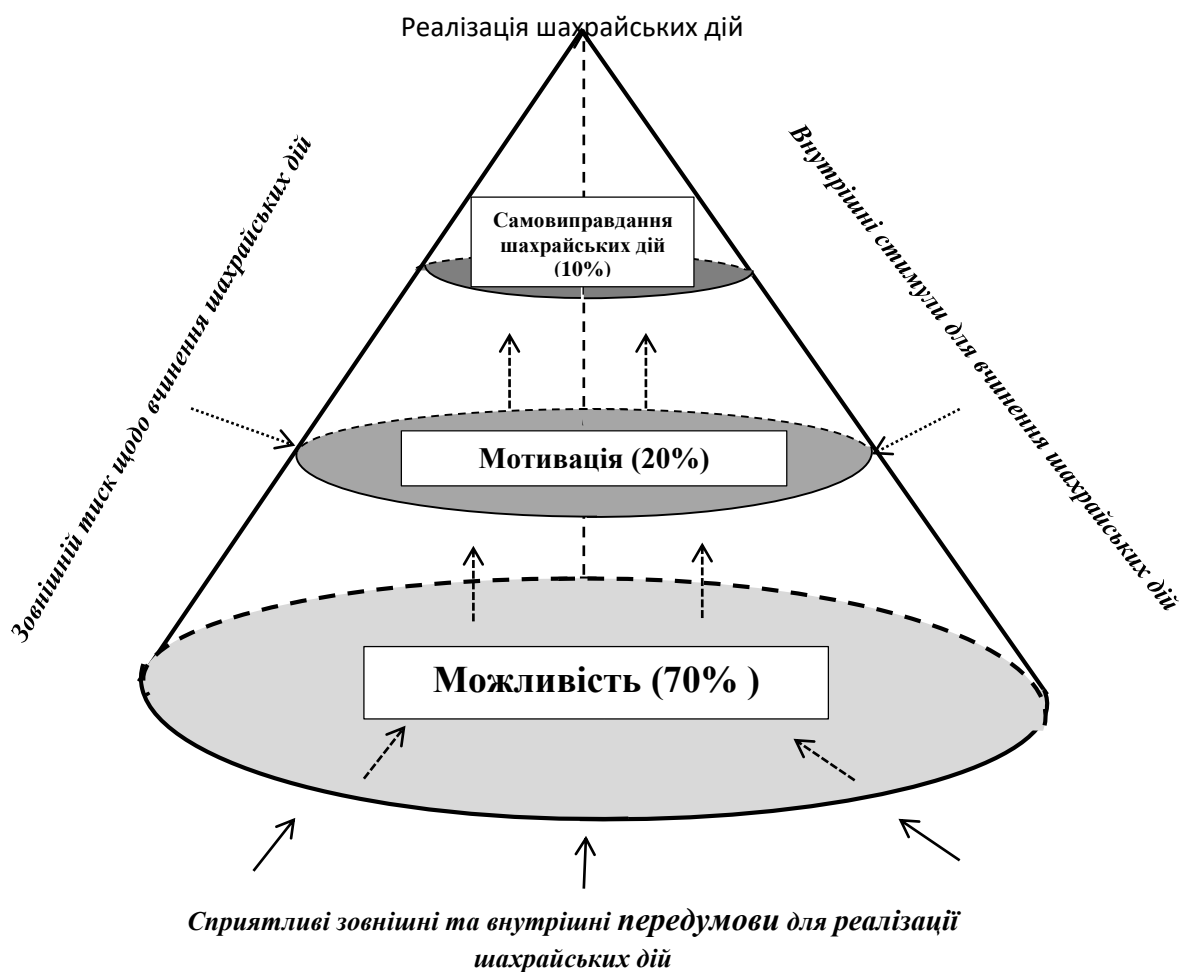 Реалізація шахрайських дій
Зовнішній тиск щодо вчинення шахрайських дій
Внутрішні стимули для вчинення шахрайських дій
Самовиправдання
шахрайських дій
(10%)
Мотивація (20%)
Можливість (70% )
Сприятливі зовнішні та внутрішні передумови для реалізації
шахрайських дій